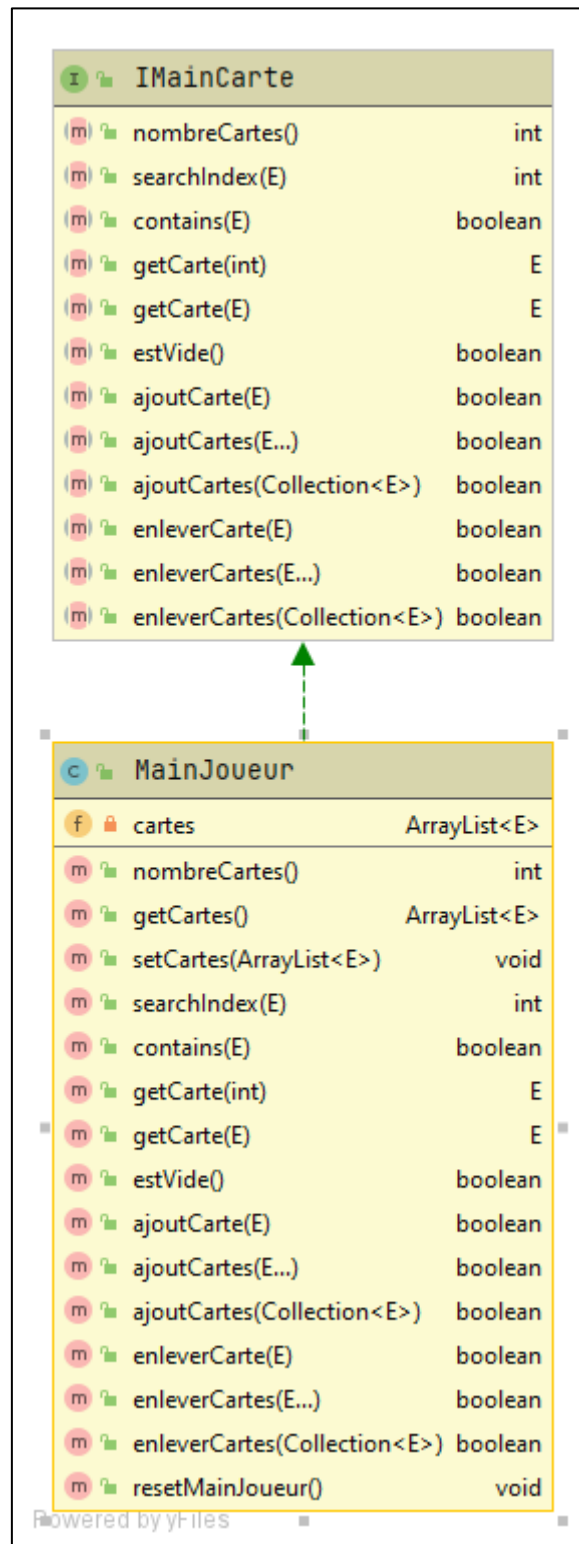 I IMainCarte
m nombreCartes() int
m searchIndex(E) int
m contains(E) boolean
m getCarte(int) E
m getCarte(E) E
m estVide() boolean
m ajoutCarte(E) boolean
m ajoutCartes(E...) boolean
m ajoutCartes(Collection<E>) boolean
m enleverCarte(E) boolean
m enleverCartes(E...) boolean
m enleverCartes(Collection<E>) boolean
C MainJoueur
f cartes ArrayList<E>
m nombreCartes() int
m getCartes() ArrayList<E>
m setCartes(ArrayList<E>) void
m searchIndex(E) int
m contains(E) boolean
m getCarte(int) E
m getCarte(E) E
m estVide() boolean
m ajoutCarte(E) boolean
m ajoutCartes(E...) boolean
m ajoutCartes(Collection<E>) boolean
m enleverCarte(E) boolean
m enleverCartes(E...) boolean
m enleverCartes(Collection<E>) boolean
m resetMainJoueur() void
Powered by yFiles